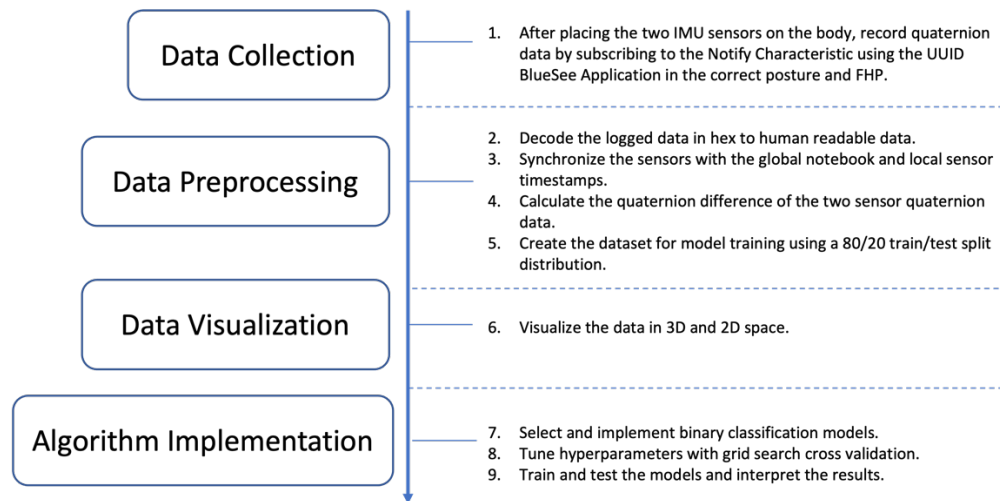 Data Collection
1. After placing the two IMU sensors on the body, record quaternion
data by subscribing to the Notify Characteristic using the UUID
BlueSee Application in the correct posture and FHP.
Data Preprocessing
2. Decode the logged data in hex to human readable data.
3. Synchronize the sensors with the global notebook and local sensor
timestamps.
4. Calculate the quaternion difference of the two sensor quaternion
data.
5. Create the dataset for model training using a 80/20 train/test split
distribution.
Data Visualization
6. Visualize the data in 3D and 2D space.
Algorithm Implementation
7. Select and implement binary classification models.
8. Tune hyperparameters with grid search cross validation.
9. Train and test the models and interpret the results.